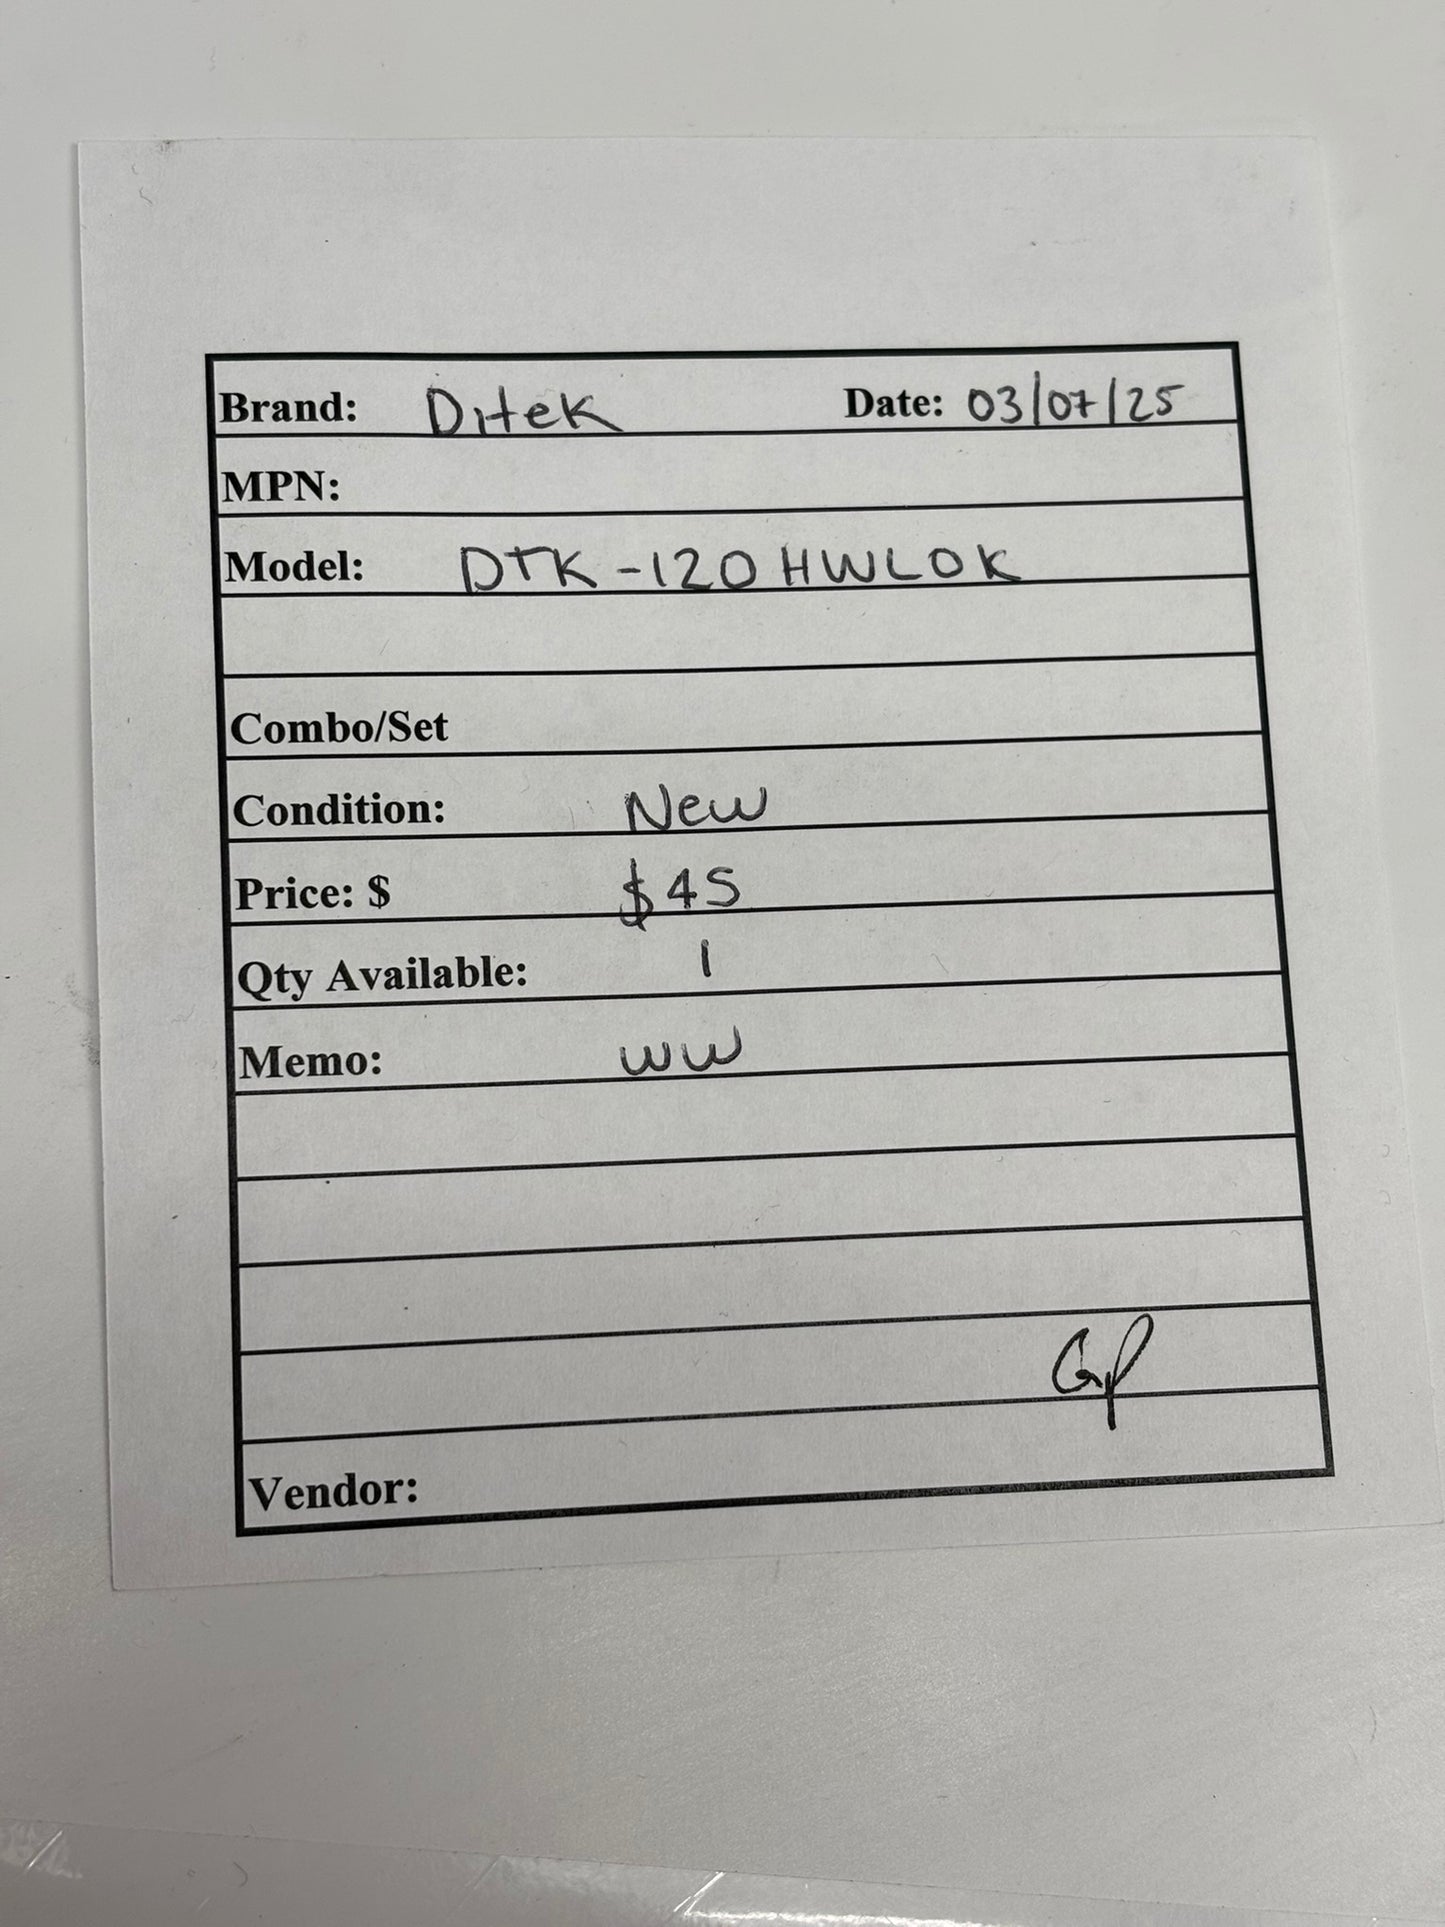 Brand: Ditek Date: 03/07/25
MPN:
Model: DTK-120HWLOK
Combo/Set
Condition: New
Price: $ $45
Qty Available: 1
Memo: WW
Vendor: